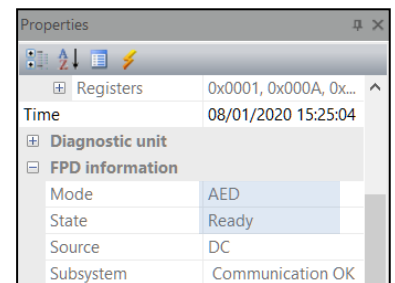 Properties
Registers 0x0001, 0x000A, 0x...
Time 08/01/2020 15:25:04
Diagnostic unit
FPD information
Mode AED
State Ready
Source DC
Subsystem Communication OK